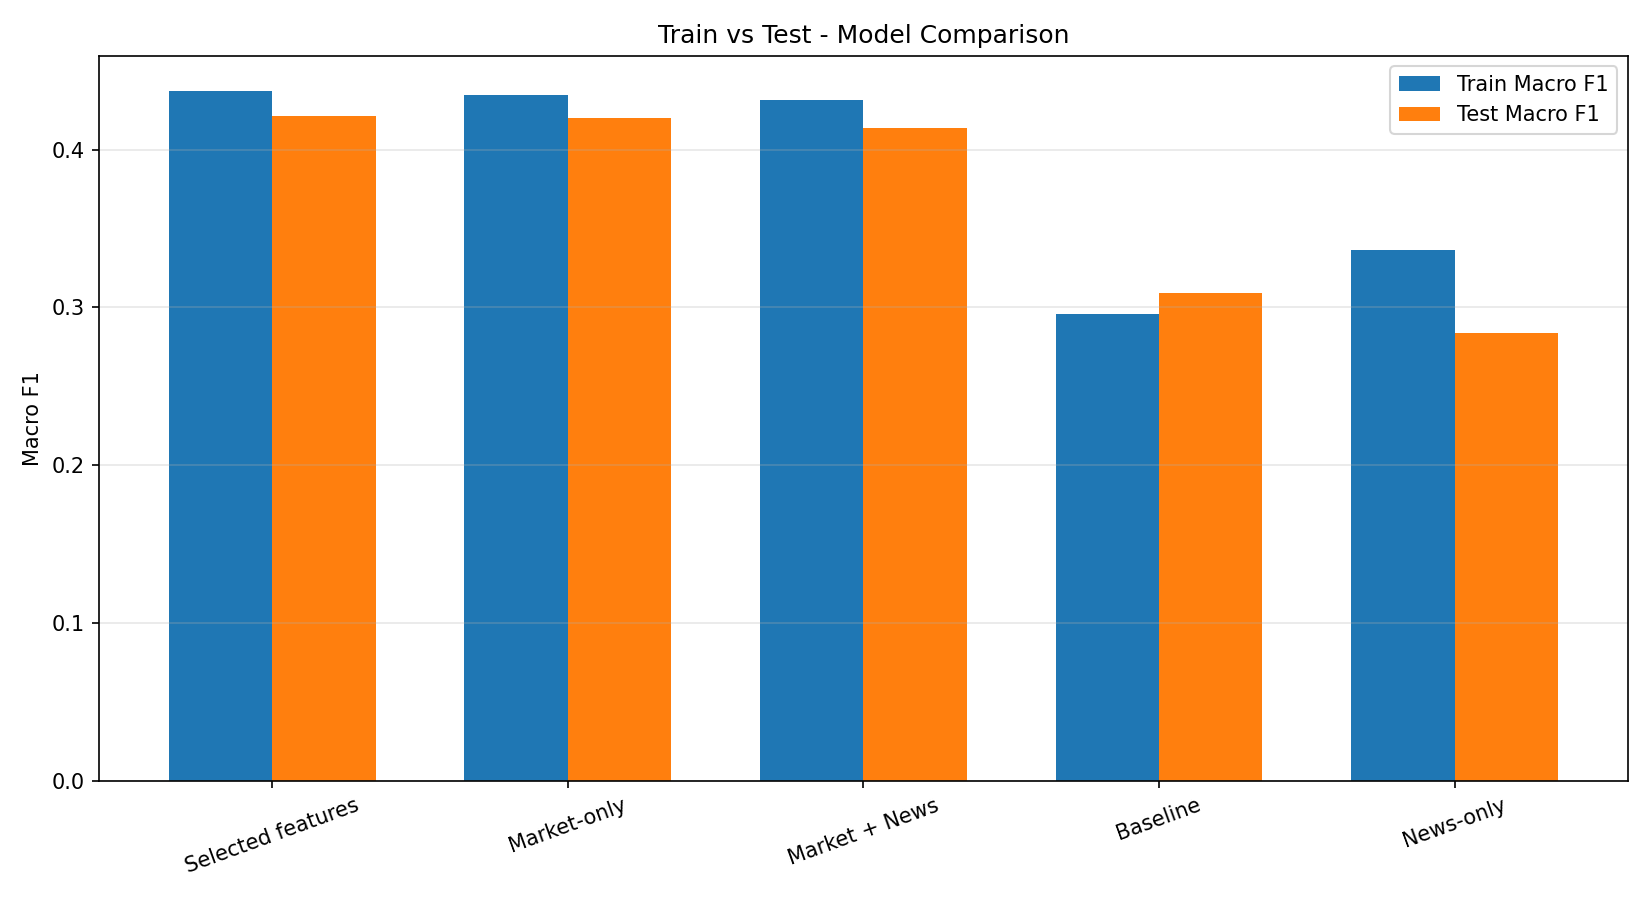 Train vs Test - Model Comparison
Train Macro F1
Test Macro F1
Macro F1
0.4
0.3
0.2
0.1
0.0
Selected features
Market-only
Market + News
Baseline
News-only